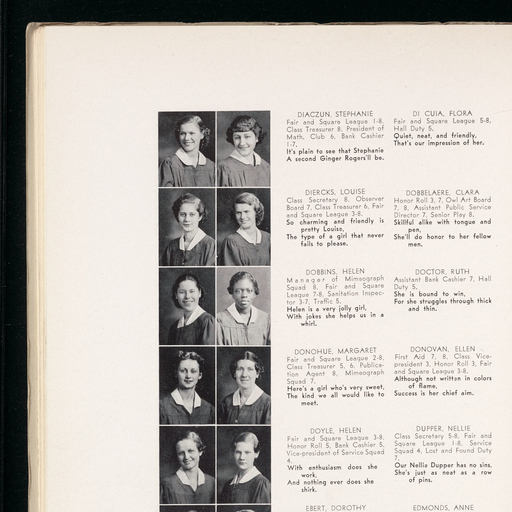 DIACZUN, STEPHANIE
Fair and Square League 1-8,
Class Treasurer 8, President of
Math. Club 6, Bank Cashier
1-7.
It's plain to see that Stephanie
A second Ginger Rogers'll be.
DI CUIA, FLORA
Fair and Square League 5-8,
Hall Duty 5.
Quiet, neat, and friendly,
That's our impression of her.
DIERCKS, LOUISE
Class Secretary 8, Observer
Board 7, Class Treasurer 6, Fair
and Square League 3-8.
So charming and friendly is
pretty Louise,
The type of a girl that never
fails to please.
DOBBELAERE, CLARA
Honor Roll 3, 7, Owl Art Board
7, 8, Assistant Public Service
Director 7, Senior Play 8.
Skillful alike with tongue and
pen,
She'll do honor to her fellow
men.
DOBBINS, HELEN
Manager of Mimeograph
Squad 8, Fair and Square
League 7-8, Sanitation Inspec-
tor 3-7, Traffic 5.
Helen is a very jolly girl,
With jokes she helps us in a
whirl.
DOCTOR, RUTH
Assistant Bank Cashier 7, Hall
Duty 5.
She is bound to win,
For she struggles through thick
and thin.
DONOHUE, MARGARET
Fair and Square League 2-8,
Class Treasurer 5, 6, Publica-
tion Agent 8, Mimeograph
Squad 7.
Here's a girl who's very sweet,
The kind we all would like to
meet.
DONOVAN, ELLEN
First Aid 7, 8, Class Vice-
president 3, Honor Roll 3, Fair
and Square League 3-8.
Although not written in colors
of flame,
Success is her chief aim.
DOYLE, HELEN
Fair and Square League 3-8,
Honor Roll 5, Bank Cashier 5,
Vice-president of Service Squad
4.
With enthusiasm does she
work,
And nothing ever does she
shirk.
DUPPER, NELLIE
Class Secretary 5-8, Fair and
Square League 1-8, Service
Squad 4, Lost and Found Duty
7.
Our Nellie Dupper has no sins,
She's just as neat as a row
of pins.
EBERT, DOROTHY
EDMONDS, ANNE